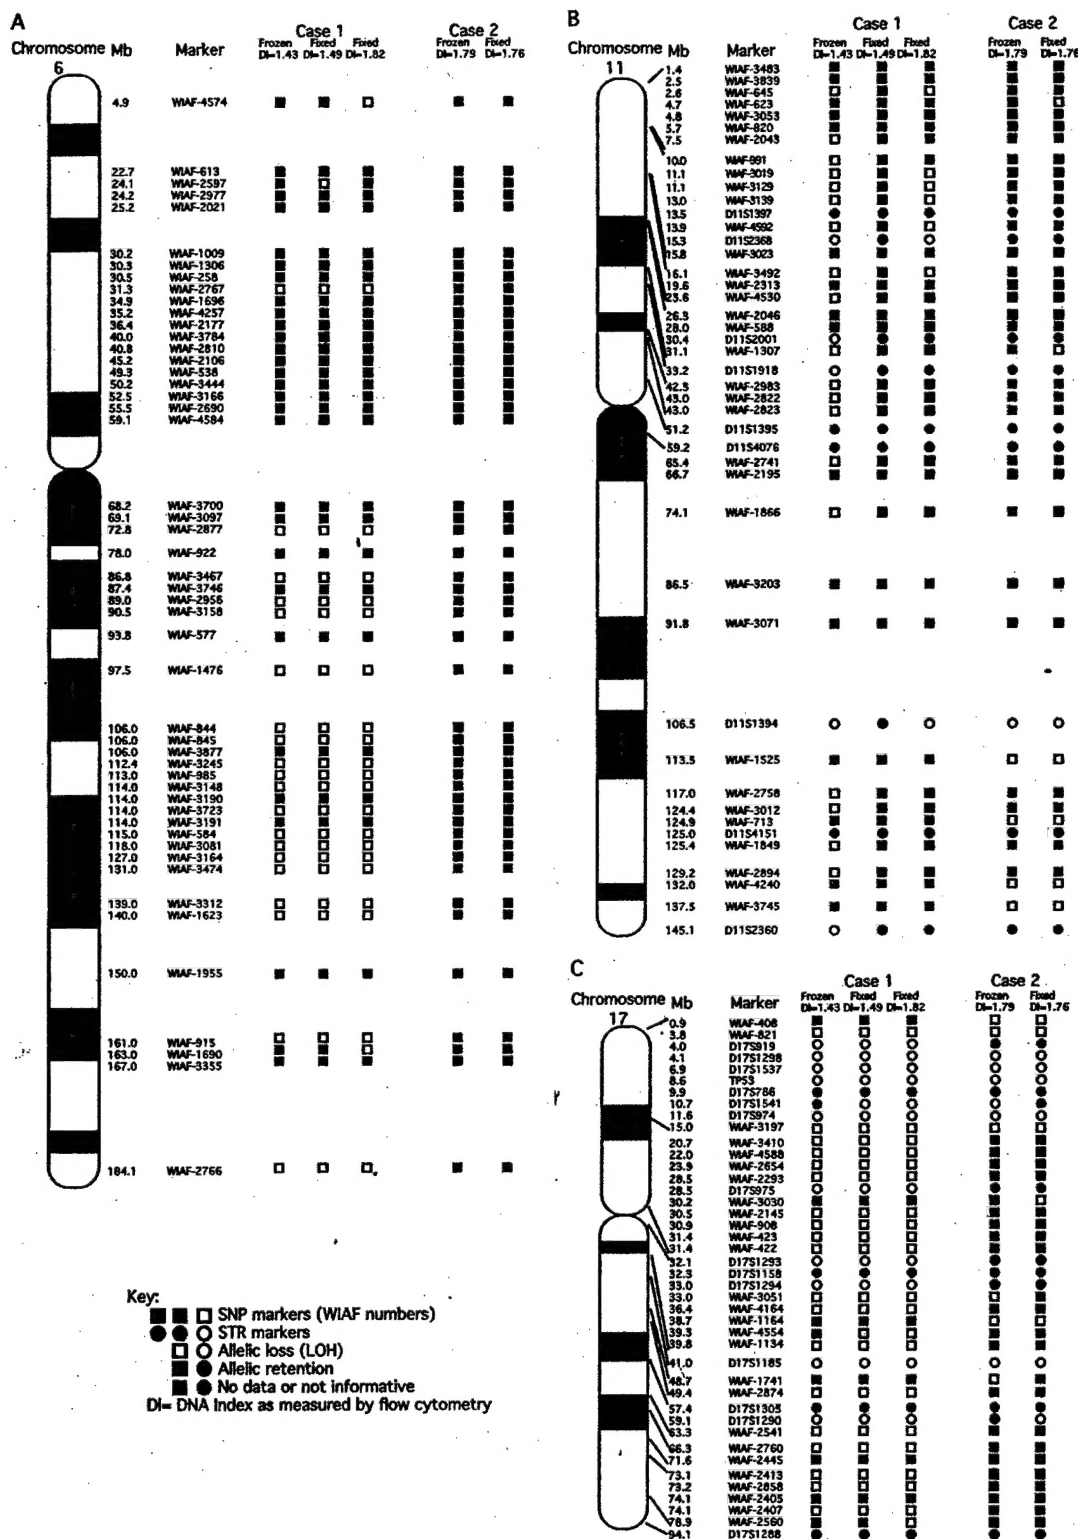 A
Chromosome Mb Marker
Case 1 Case 2
Frozen Fixed Fixed Frozen Fixed
DI=1.43 DI=1.49 DI=1.82 DI=1.79 DI=1.76
6
4.9 WIAF-4574
22.7 WIAF-613
24.1 WIAF-2597
24.2 WIAF-2977
25.2 WIAF-2021
30.2 WIAF-1009
30.3 WIAF-1306
30.5 WIAF-258
31.3 WIAF-2767
34.9 WIAF-1696
35.2 WIAF-4257
36.4 WIAF-2177
40.0 WIAF-3784
40.8 WIAF-2810
45.2 WIAF-2106
49.3 WIAF-538
50.2 WIAF-3444
52.5 WIAF-3166
55.5 WIAF-2690
59.1 WIAF-4584
68.2 WIAF-3700
69.1 WIAF-3097
72.8 WIAF-2877
78.0 WIAF-922
86.8 WIAF-3467
87.4 WIAF-3746
89.0 WIAF-2956
90.5 WIAF-3158
93.8 WIAF-577
97.5 WIAF-1476
106.0 WIAF-844
106.0 WIAF-845
106.0 WIAF-3877
112.4 WIAF-3245
113.0 WIAF-985
114.0 WIAF-3148
114.0 WIAF-3190
114.0 WIAF-3723
114.0 WIAF-3191
115.0 WIAF-584
118.0 WIAF-3081
127.0 WIAF-3164
131.0 WIAF-3474
139.0 WIAF-3312
140.0 WIAF-1623
150.0 WIAF-1955
161.0 WIAF-915
163.0 WIAF-1690
167.0 WIAF-3355
184.1 WIAF-2766
Key:
SNP markers (WIAF numbers)
STR markers
Allelic loss (LOH)
Allelic retention
No data or not informative
DI= DNA Index as measured by flow cytometry
B
Chromosome Mb Marker
Case 1 Case 2
Frozen Fixed Fixed Frozen Fixed
DI=1.43 DI=1.49 DI=1.82 DI=1.79 DI=1.76
11
1.4 WIAF-3483
2.5 WIAF-3839
2.6 WIAF-645
4.7 WIAF-623
4.8 WIAF-3053
5.7 WIAF-820
7.5 WIAF-2043
10.0 WIAF-991
11.1 WIAF-3019
11.1 WIAF-3129
13.0 WIAF-3139
13.5 D11S1397
13.9 WIAF-4592
15.3 D11S2368
15.8 WIAF-3023
16.1 WIAF-3492
19.6 WIAF-2313
23.6 WIAF-4530
26.3 WIAF-2046
28.0 WIAF-588
30.4 D11S2001
31.1 WIAF-1307
33.2 D11S1918
42.3 WIAF-2983
43.0 WIAF-2822
43.0 WIAF-2823
51.2 D11S1395
59.2 D11S4076
65.4 WIAF-2741
66.7 WIAF-2195
74.1 WIAF-1866
86.5 WIAF-3203
91.8 WIAF-3071
106.5 D11S1394
113.5 WIAF-1525
117.0 WIAF-2758
124.4 WIAF-3012
124.9 WIAF-713
125.0 D11S4151
125.4 WIAF-1849
129.2 WIAF-2894
132.0 WIAF-4240
137.5 WIAF-3745
145.1 D11S2360
C
Chromosome Mb Marker
Case 1 Case 2
Frozen Fixed Fixed Frozen Fixed
DI=1.43 DI=1.49 DI=1.82 DI=1.79 DI=1.76
17
0.9 WIAF-408
3.8 WIAF-821
4.0 D17S919
4.1 D17S1298
6.9 D17S1537
8.6 TP53
9.9 D17S786
10.7 D17S1541
11.6 D17S974
15.0 WIAF-3197
20.7 WIAF-3410
22.0 WIAF-4588
23.9 WIAF-2654
28.5 WIAF-2293
28.5 D17S975
30.2 WIAF-3030
30.5 WIAF-2145
30.9 WIAF-908
31.4 WIAF-423
31.4 WIAF-422
32.1 D17S1293
32.3 D17S1158
33.0 D17S1294
33.0 WIAF-3051
36.4 WIAF-4164
38.7 WIAF-1164
39.3 WIAF-4554
39.8 WIAF-1134
41.0 D17S1185
48.7 WIAF-1741
49.4 WIAF-2874
57.4 D17S1305
59.1 D17S1290
63.3 WIAF-2541
66.3 WIAF-2760
71.6 WIAF-2445
73.1 WIAF-2413
73.2 WIAF-2858
74.1 WIAF-2405
74.1 WIAF-2407
78.9 WIAF-2560
94.1 D17S1288